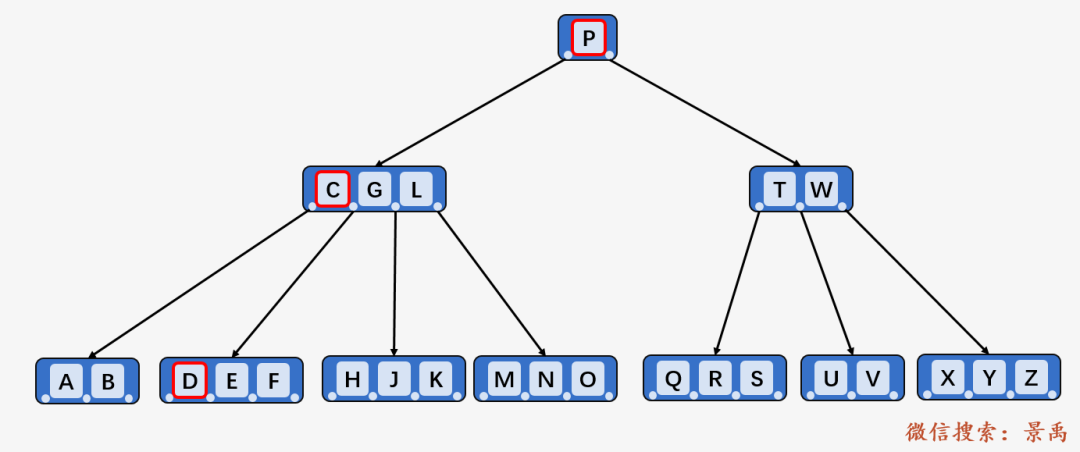 P
C G L
T W
A B
D E F
H J K
M N O
Q R S
U V
X Y Z
微信搜索：景禹